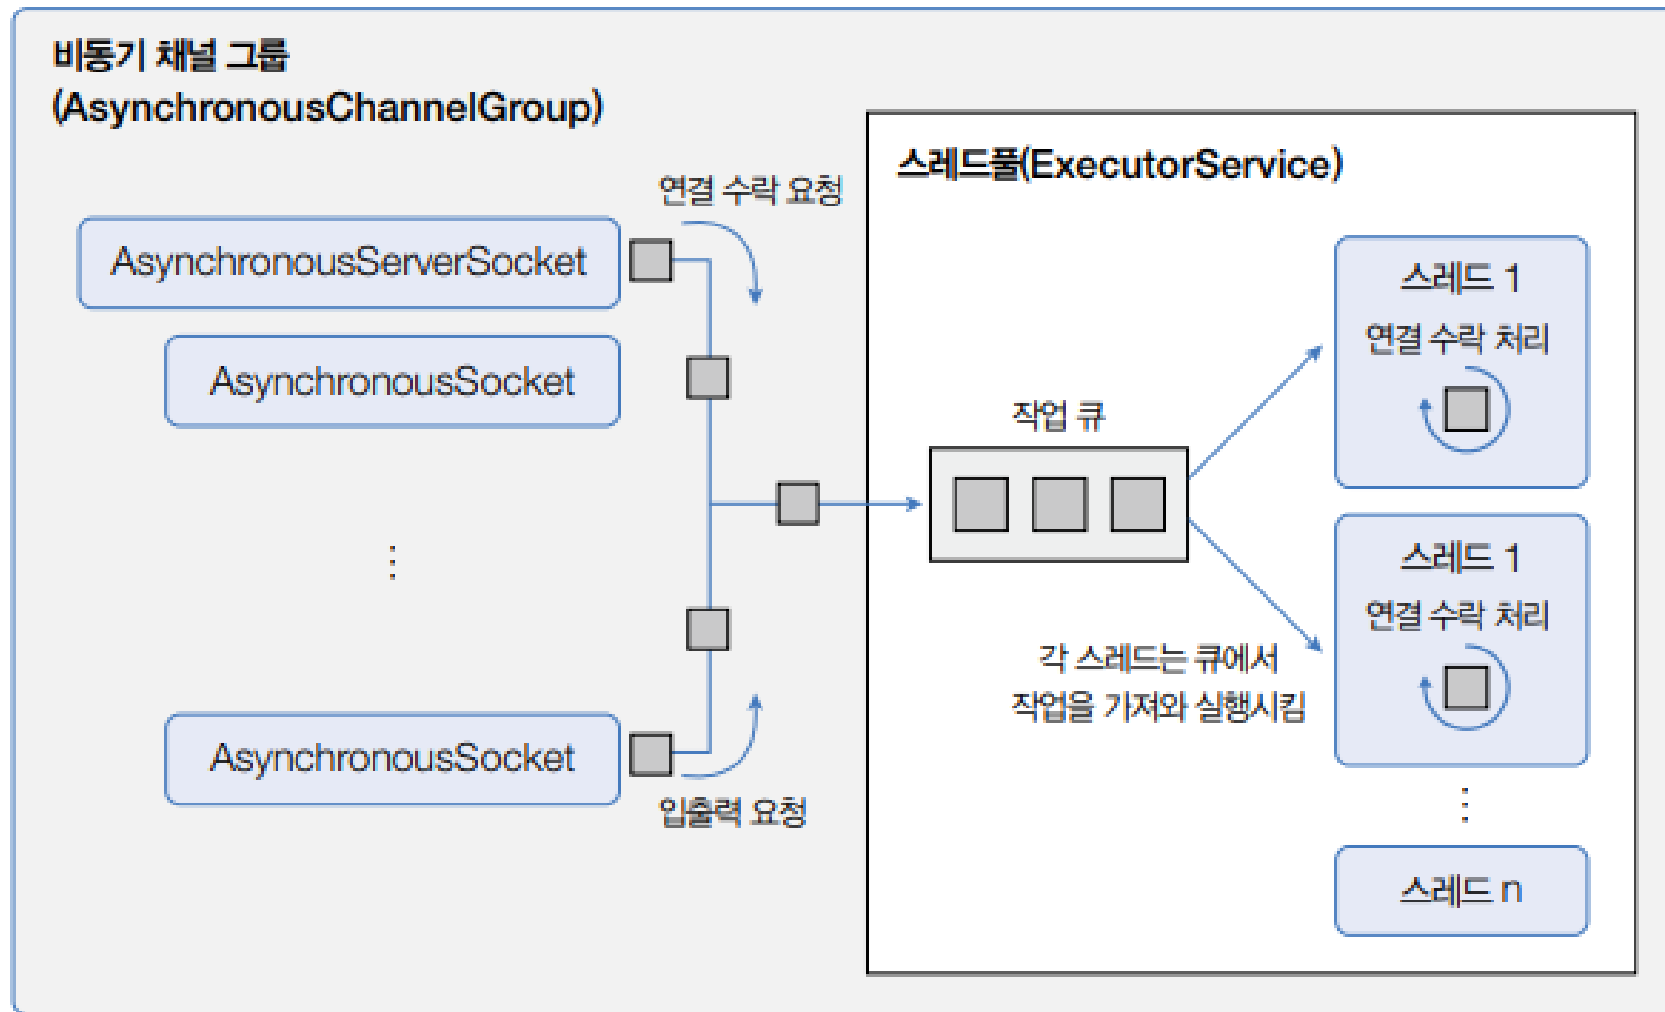 비동기 채널 그룹
(AsynchronousChannelGroup)
스레드풀(ExecutorService)
연결 수락 요청
AsynchronousServerSocket
AsynchronousSocket
⋮
AsynchronousSocket
입출력 요청
작업 큐
각 스레드는 큐에서
작업을 가져와 실행시킴
스레드 1
연결 수락 처리
스레드 1
연결 수락 처리
⋮
스레드 n